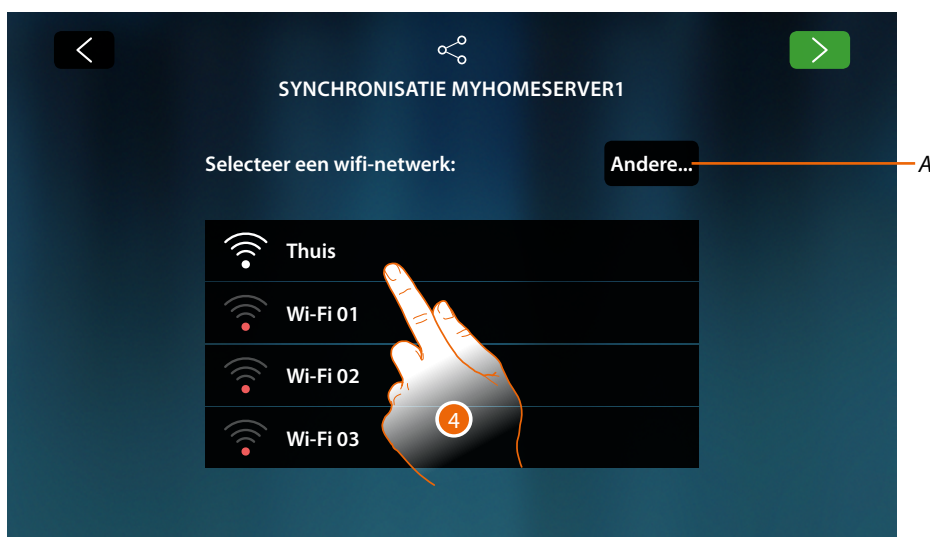 SYNCHRONISATIE MYHOMESERVER1
Selecteer een wifi-netwerk:
Andere...
A
Thuis
Wi-Fi 01
Wi-Fi 02
Wi-Fi 03
4